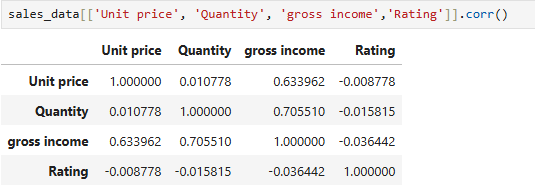 sales_data[['Unit price', 'Quantity', 'gross income','Rating']].corr()
Unit price Quantity gross income Rating
Unit price 1.000000 0.010778 0.633962 -0.008778
Quantity 0.010778 1.000000 0.705510 -0.015815
gross income 0.633962 0.705510 1.000000 -0.036442
Rating -0.008778 -0.015815 -0.036442 1.000000